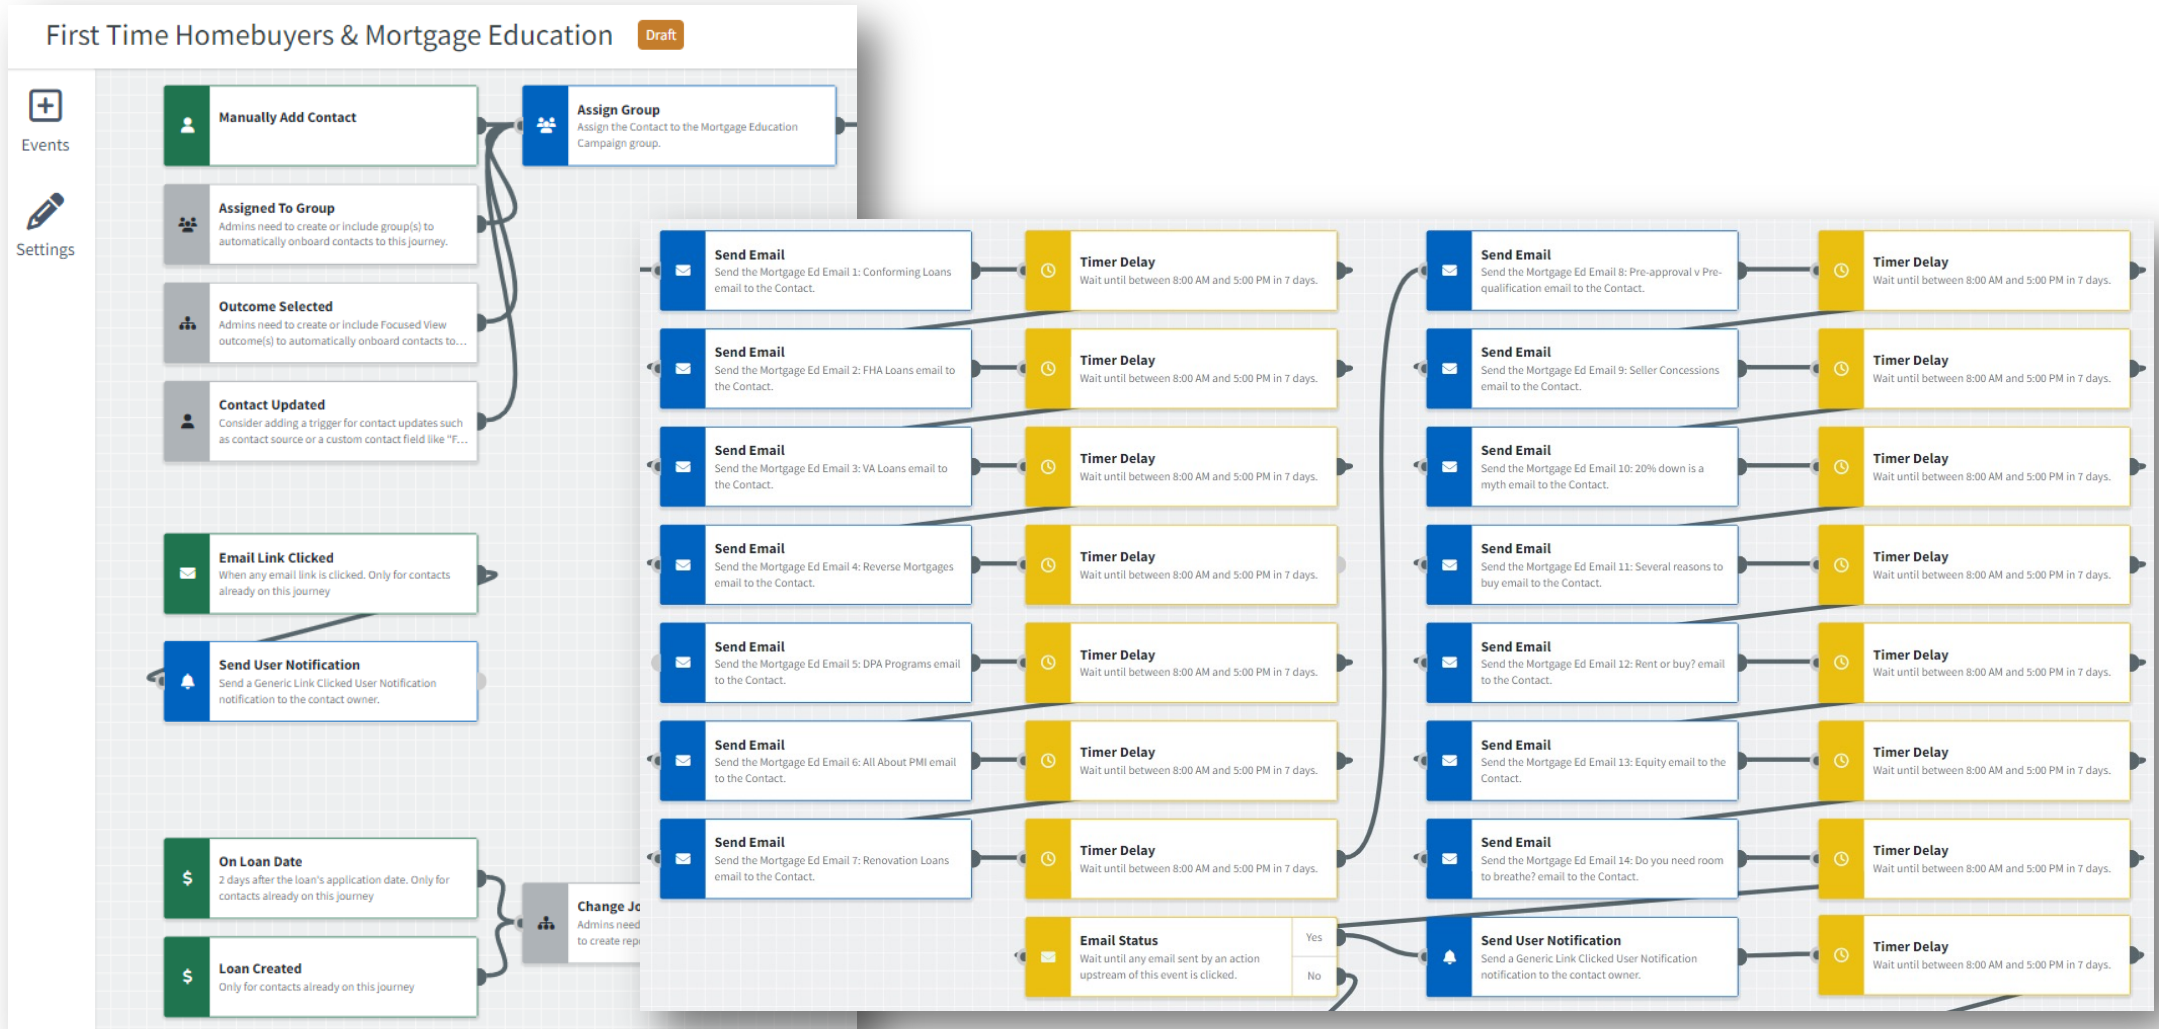 First Time Homebuyers & Mortgage Education
Draft
Events
Settings
Manually Add Contact
Assign Group
Assign the Contact to the Mortgage Education
Campaign group.
Assigned To Group
Admins need to create or include group(s) to
automatically onboard contacts to this journey.
Outcome Selected
Admins need to create or include Focused View
outcome(s) to automatically onboard contacts to...
Contact Updated
Consider adding a trigger for contact updates such
as contact source or a custom contact field like "F...
Email Link Clicked
When any email link is clicked. Only for contacts
already on this journey
Send User Notification
Send a Generic Link Clicked User Notification
notification to the contact owner.
On Loan Date
2 days after the loan's application date. Only for
contacts already on this journey
Loan Created
Only for contacts already on this journey
Change Jo
Admins need
to create rep
Send Email
Send the Mortgage Ed Email 1: Conforming Loans
email to the Contact.
Timer Delay
Wait until between 8:00 AM and 5:00 PM in 7 days.
Send Email
Send the Mortgage Ed Email 2: FHA Loans email to
the Contact.
Timer Delay
Wait until between 8:00 AM and 5:00 PM in 7 days.
Send Email
Send the Mortgage Ed Email 3: VA Loans email to
the Contact.
Timer Delay
Wait until between 8:00 AM and 5:00 PM in 7 days.
Send Email
Send the Mortgage Ed Email 4: Reverse Mortgages
email to the Contact.
Timer Delay
Wait until between 8:00 AM and 5:00 PM in 7 days.
Send Email
Send the Mortgage Ed Email 5: DPA Programs email
to the Contact.
Timer Delay
Wait until between 8:00 AM and 5:00 PM in 7 days.
Send Email
Send the Mortgage Ed Email 6: All About PMI email
to the Contact.
Timer Delay
Wait until between 8:00 AM and 5:00 PM in 7 days.
Send Email
Send the Mortgage Ed Email 7: Renovation Loans
email to the Contact.
Timer Delay
Wait until between 8:00 AM and 5:00 PM in 7 days.
Email Status
Wait until any email sent by an action
upstream of this event is clicked.
Yes
No
Send Email
Send the Mortgage Ed Email 8: Pre-approval v Pre-
qualification email to the Contact.
Timer Delay
Wait until between 8:00 AM and 5:00 PM in 7 days.
Send Email
Send the Mortgage Ed Email 9: Seller Concessions
email to the Contact.
Timer Delay
Wait until between 8:00 AM and 5:00 PM in 7 days.
Send Email
Send the Mortgage Ed Email 10: 20% down is a
myth email to the Contact.
Timer Delay
Wait until between 8:00 AM and 5:00 PM in 7 days.
Send Email
Send the Mortgage Ed Email 11: Several reasons to
buy email to the Contact.
Timer Delay
Wait until between 8:00 AM and 5:00 PM in 7 days.
Send Email
Send the Mortgage Ed Email 12: Rent or buy? email
to the Contact.
Timer Delay
Wait until between 8:00 AM and 5:00 PM in 7 days.
Send Email
Send the Mortgage Ed Email 13: Equity email to the
Contact.
Timer Delay
Wait until between 8:00 AM and 5:00 PM in 7 days.
Send Email
Send the Mortgage Ed Email 14: Do you need room
to breathe? email to the Contact.
Timer Delay
Wait until between 8:00 AM and 5:00 PM in 7 days.
Send User Notification
Send a Generic Link Clicked User Notification
notification to the contact owner.
Timer Delay
Wait until between 8:00 AM and 5:00 PM in 7 days.